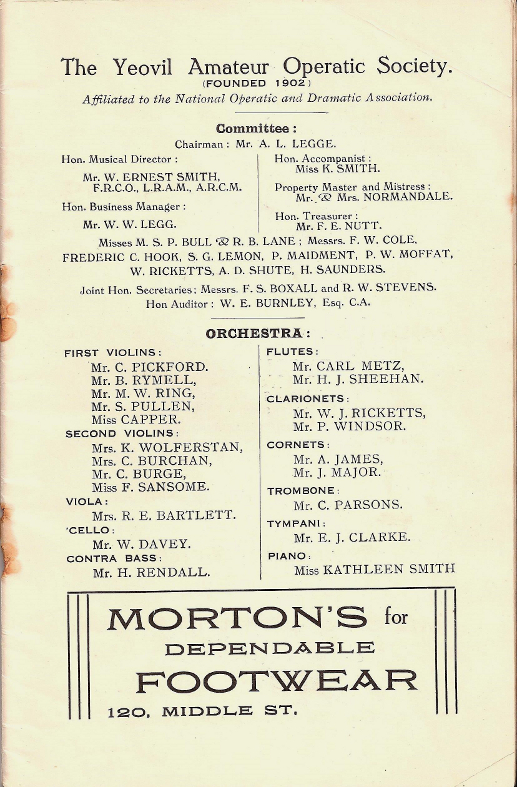 The Yeovil Amateur Operatic Society.
(FOUNDED 1902)
Affiliated to the National Operatic and Dramatic Association.
Committee:
Chairman: Mr. A. L. LEGGE.
Hon. Musical Director:
Mr. W. ERNEST SMITH,
F.R.C.O., L.R.A.M., A.R.C.M.
Hon. Business Manager:
Mr. W. W. LEGG.
Hon. Accompanist:
Miss K. SMITH.
Property Master and Mistress:
Mr. & Mrs. NORMANDALE.
Hon. Treasurer:
Mr. F. E. NUTT.
Misses M. S. P. BULL & R. B. LANE; Messrs. F. W. COLE,
FREDERIC C. HOOK, S. G. LEMON, P. MAIDMENT, P. W. MOFFAT,
W. RICKETTS, A. D. SHUTE, H. SAUNDERS.
Joint Hon. Secretaries: Messrs. F. S. BOXALL and R. W. STEVENS.
Hon Auditor: W. E. BURNLEY, Esq. C.A.
ORCHESTRA:
FIRST VIOLINS:
Mr. C. PICKFORD.
Mr. B. RYMELL,
Mr. M. W. RING,
Mr. S. PULLEN,
Miss CAPPER.
SECOND VIOLINS:
Mrs. K. WOLFERSTAN,
Mrs. C. BURCHAN,
Mr. C. BURGE,
Miss F. SANSOME.
VIOLA:
Mrs. R. E. BARTLETT.
'CELLO:
Mr. W. DAVEY.
CONTRA BASS:
Mr. H. RENDALL.
FLUTES:
Mr. CARL METZ,
Mr. H. J. SHEEHAN.
CLARIONETS:
Mr. W. J. RICKETTS,
Mr. P. WINDSOR.
CORNETS:
Mr. A. JAMES,
Mr. J. MAJOR.
TROMBONE:
Mr. C. PARSONS.
TYMPANI:
Mr. E. J. CLARKE.
PIANO:
Miss KATHLEEN SMITH
MORTON'S for
DEPENDABLE
FOOTWEAR
120, MIDDLE ST.